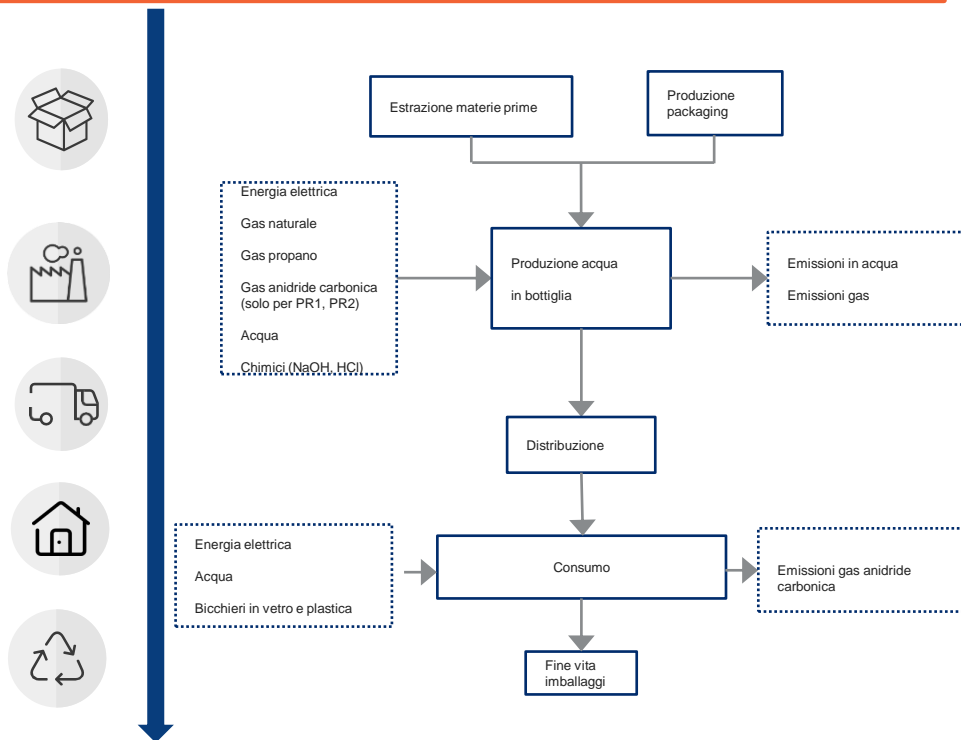 Estrazione materie prime
Produzione
packaging
Energia elettrica
Gas naturale
Gas propano
Gas anidride carbonica
(solo per PR1, PR2)
Acqua
Chimici (NaOH, HCl)
Produzione acqua
in bottiglia
Emissioni in acqua
Emissioni gas
Distribuzione
Energia elettrica
Acqua
Bicchieri in vetro e plastica
Consumo
Emissioni gas anidride
carbonica
Fine vita
imballaggi